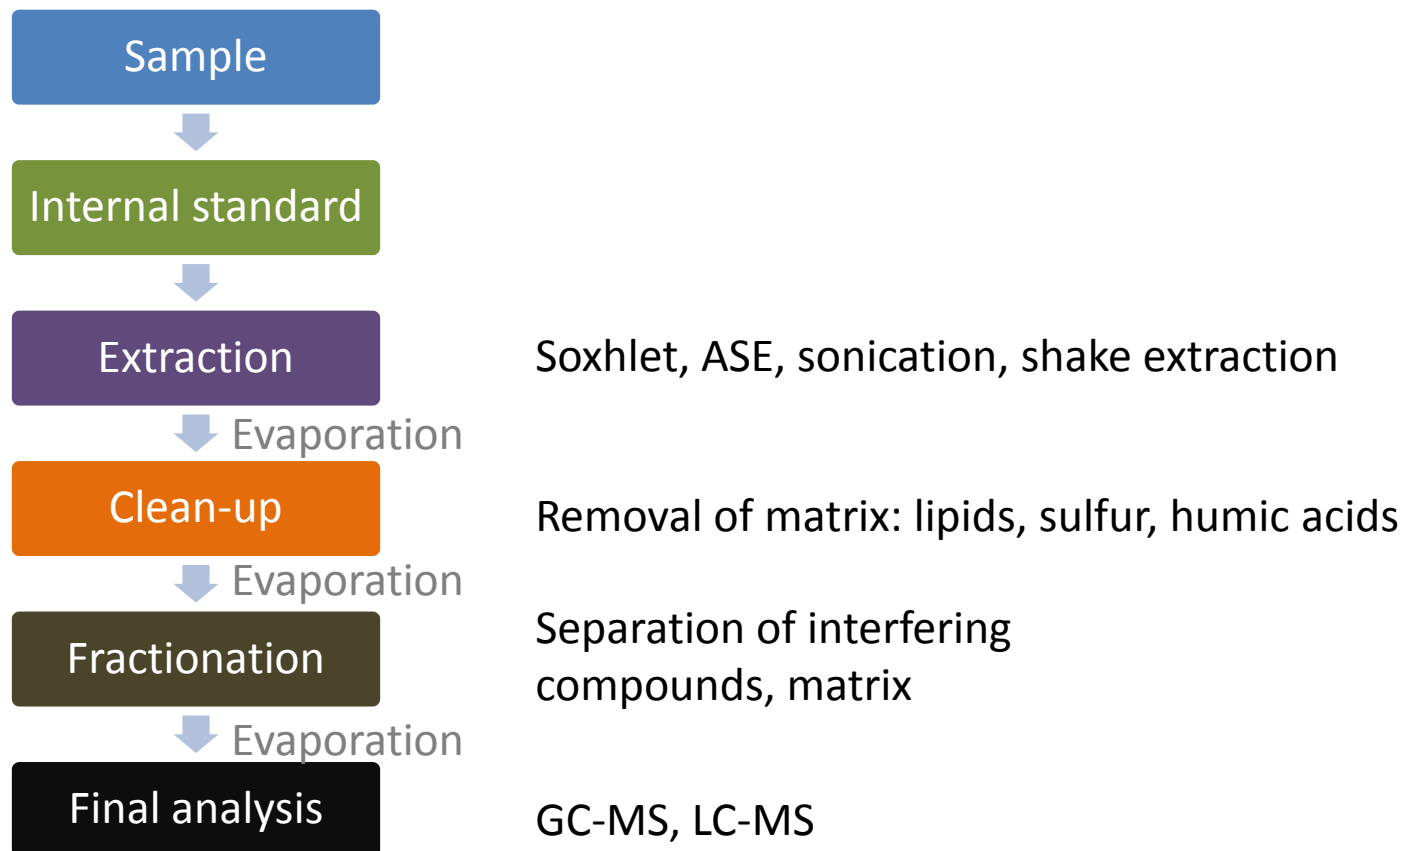 Sample
Internal standard
Extraction
Soxhlet, ASE, sonication, shake extraction
Evaporation
Clean-up
Removal of matrix: lipids, sulfur, humic acids
Evaporation
Fractionation
Separation of interfering
compounds, matrix
Evaporation
Final analysis
GC-MS, LC-MS